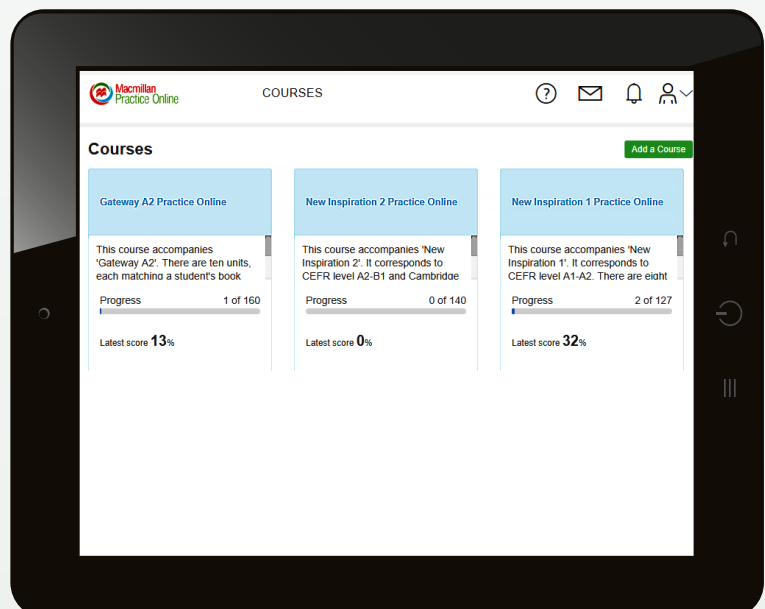 Macmillan
Practice Online
COURSES
?
Courses
Add a Course
Gateway A2 Practice Online
This course accompanies
'Gateway A2'. There are ten units,
each matching a student's book
Progress 1 of 160
Latest score 13%
New Inspiration 2 Practice Online
This course accompanies 'New
Inspiration 2'. It corresponds to
CEFR level A2-B1 and Cambridge
Progress 0 of 140
Latest score 0%
New Inspiration 1 Practice Online
This course accompanies 'New
Inspiration 1'. It corresponds to
CEFR level A1-A2. There are eight
Progress 2 of 127
Latest score 32%